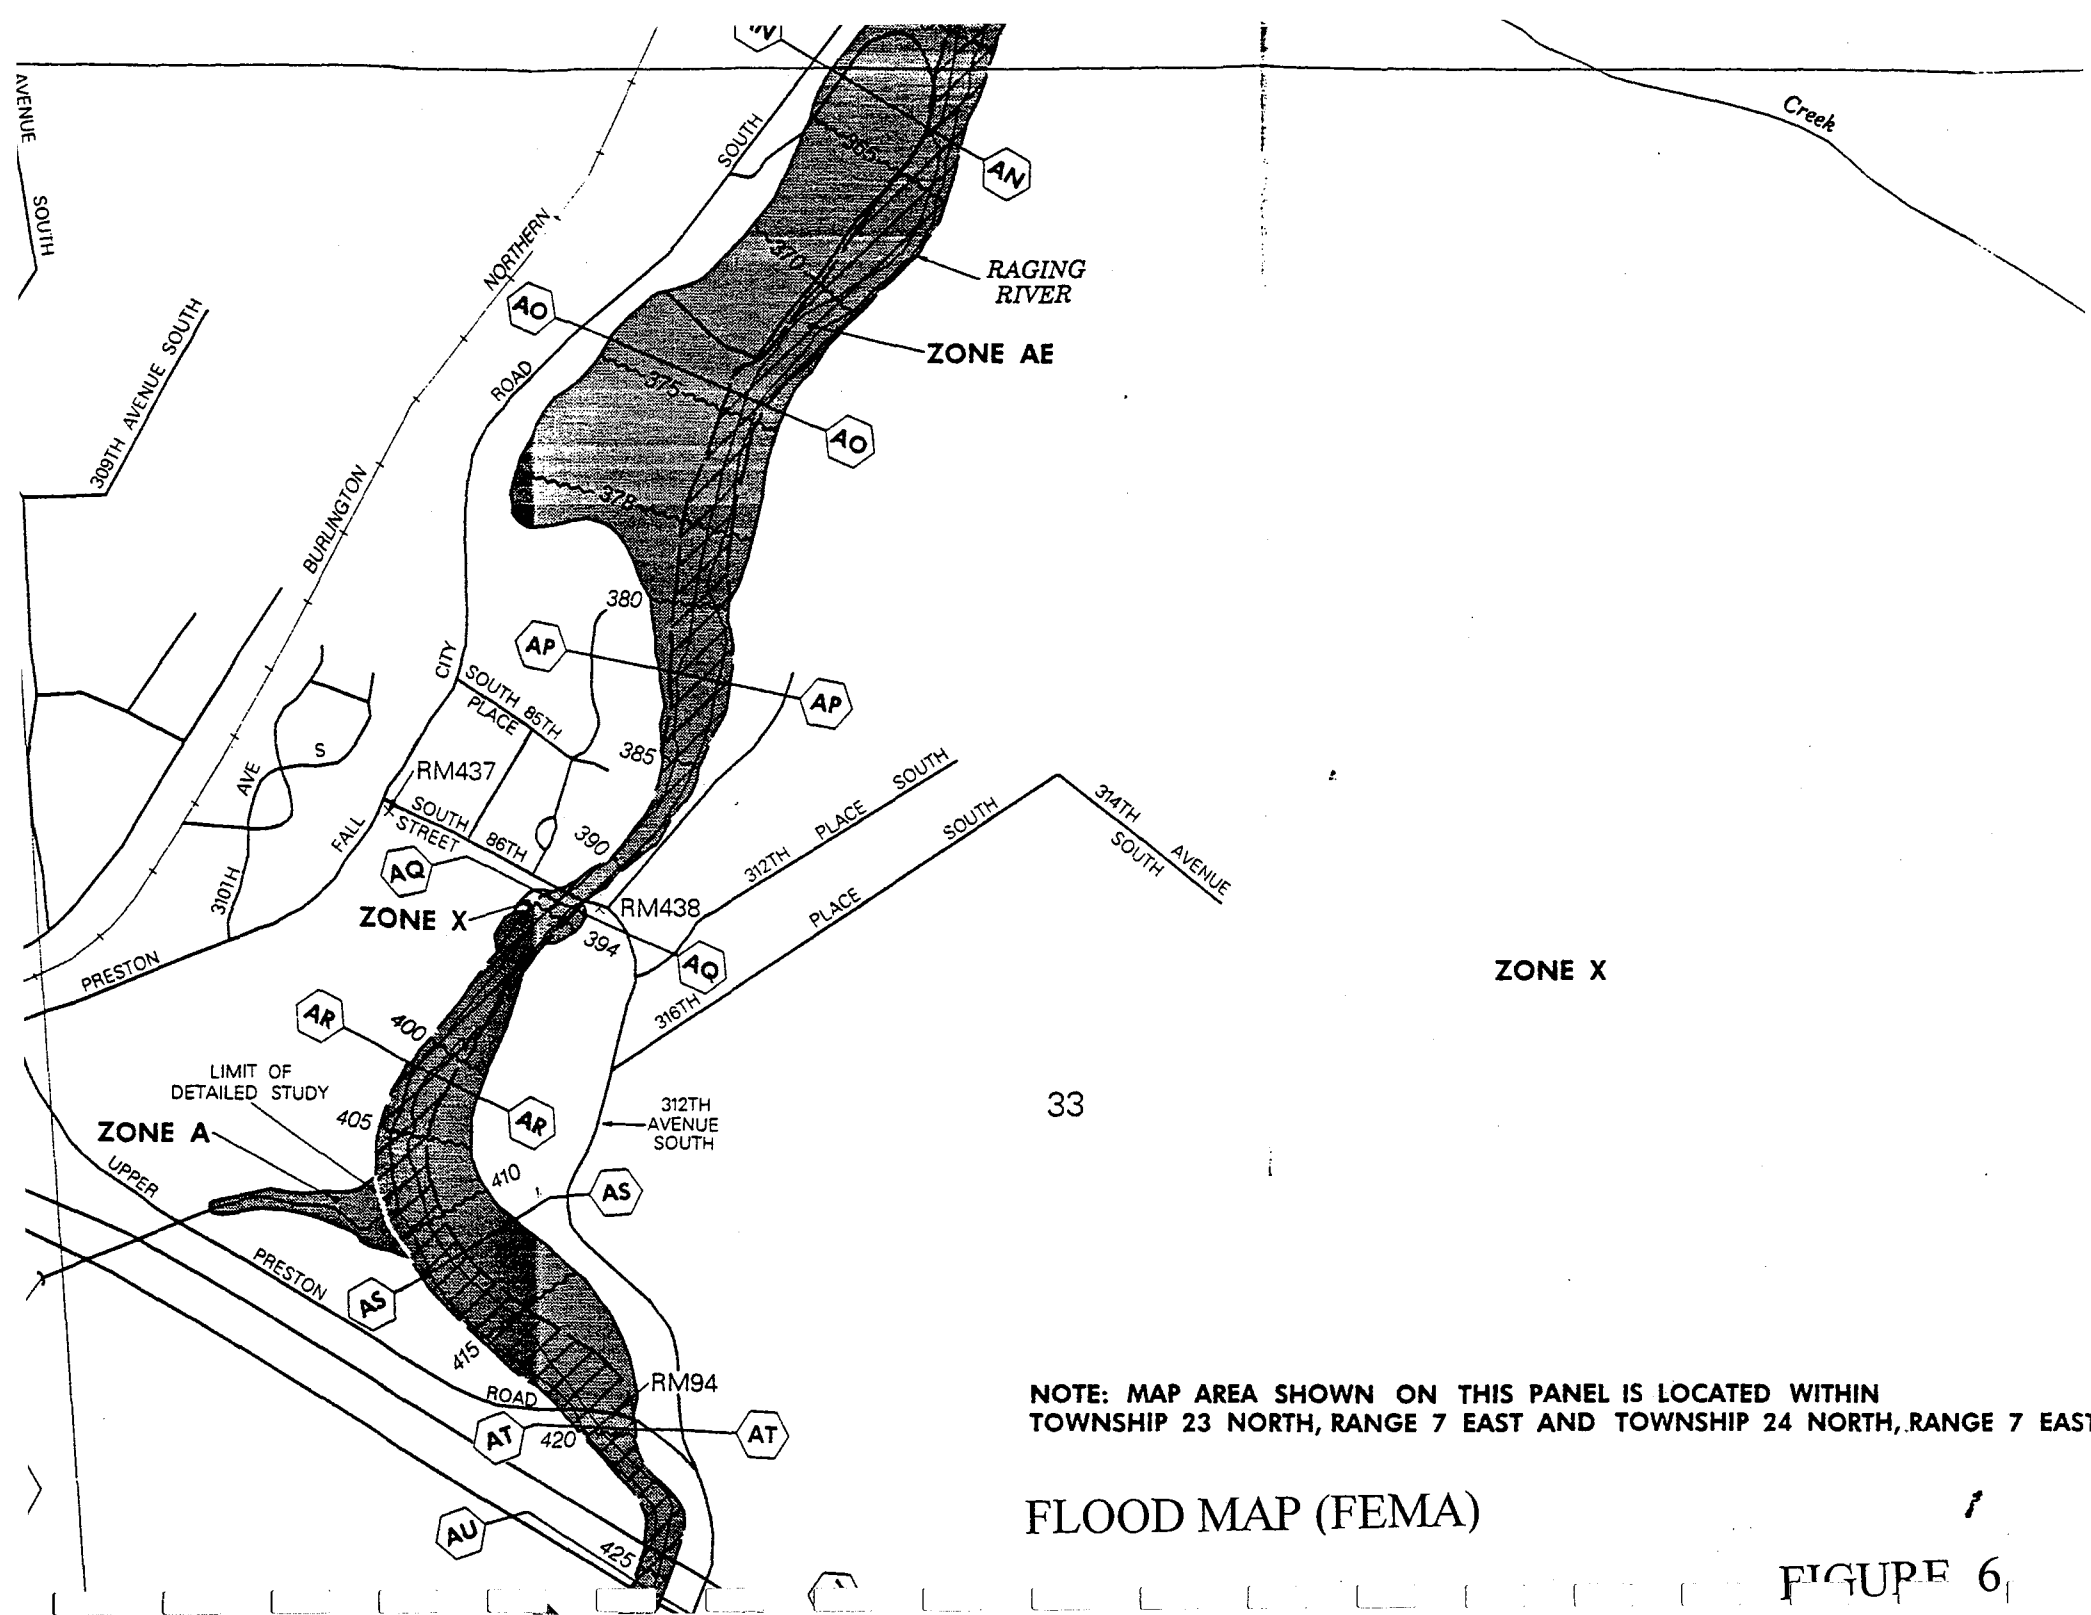 AN
AVENUE
SOUTH
SOUTH
Creek
365
AN
NORTHERN
370
RAGING
RIVER
AO
ZONE AE
309TH AVENUE SOUTH
ROAD
375
AO
BURLINGTON
378
380
AP
CITY
SOUTH 85TH
PLACE
AP
385
S
AVE
RM437
SOUTH 86TH
STREET
FALL
390
312TH PLACE SOUTH
314TH AVENUE
SOUTH
AQ
310TH
ZONE X
RM438
394
316TH PLACE SOUTH
PRESTON
AQ
ZONE X
AR
400
LIMIT OF
DETAILED STUDY
405
ZONE A
AR
312TH
AVENUE
SOUTH
33
UPPER PRESTON ROAD
410
AS
AS
415
RM94
AT
420
AT
NOTE: MAP AREA SHOWN ON THIS PANEL IS LOCATED WITHIN
TOWNSHIP 23 NORTH, RANGE 7 EAST AND TOWNSHIP 24 NORTH, RANGE 7 EAST
AU
425
FLOOD MAP (FEMA)
FIGURE 6